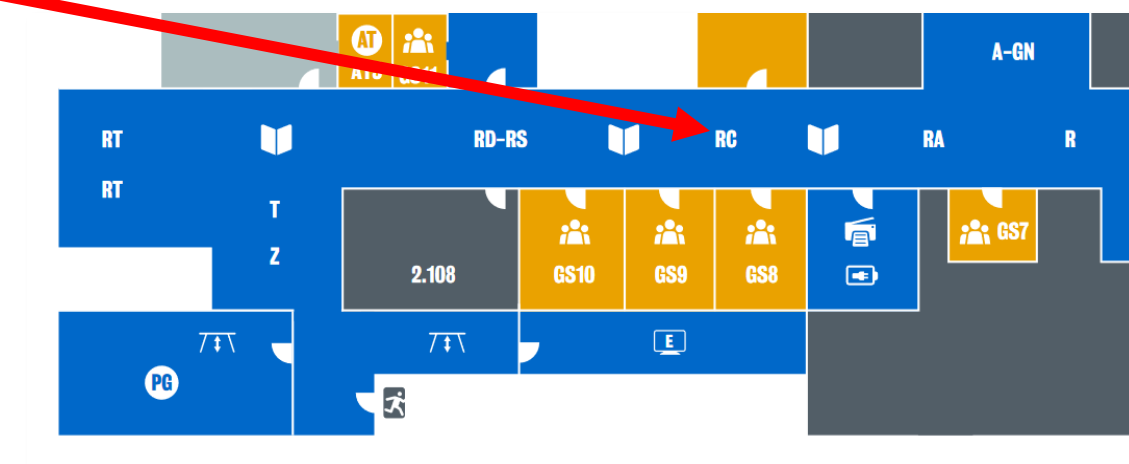 AT
A-GN
RT
RD-RS
RC
RA
R
RT
T
GS7
Z
2.108
GS10
GS9
GS8
E
PG